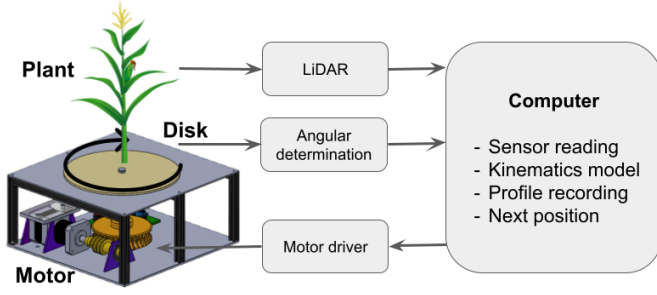 Plant
LiDAR
Computer
Disk
Angular
determination
- Sensor reading
- Kinematics model
- Profile recording
- Next position
Motor driver
Motor